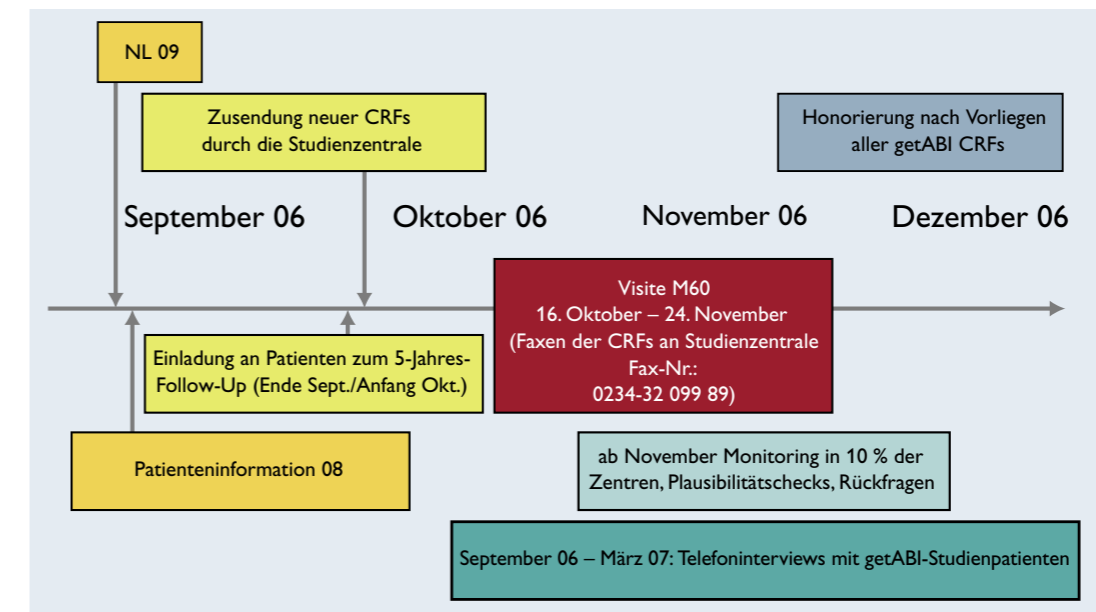 NL 09
Zusendung neuer CRFs
durch die Studienzentrale
Honorierung nach Vorliegen
aller getABI CRFs
September 06
Oktober 06
November 06
Dezember 06
Visite M60
16. Oktober – 24. November
(Faxen der CRFs an Studienzentrale
Fax-Nr.:
0234-32 099 89)
Einladung an Patienten zum 5-Jahres-
Follow-Up (Ende Sept./Anfang Okt.)
Patienteninformation 08
ab November Monitoring in 10 % der
Zentren, Plausibilitätschecks, Rückfragen
September 06 – März 07: Telefoninterviews mit getABI-Studienpatienten